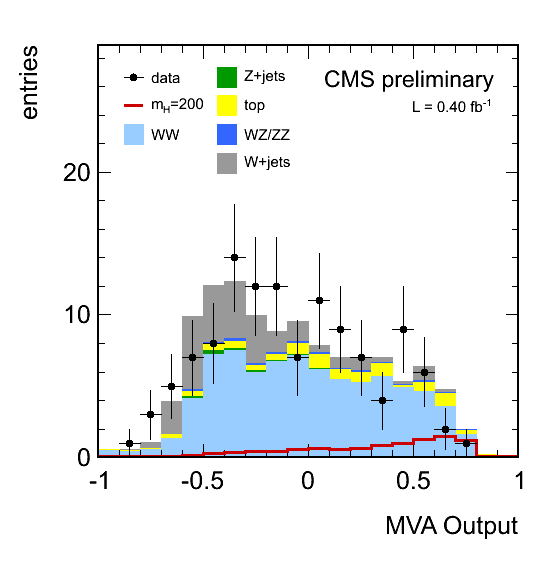 entries
data
m_H=200
WW
Z+jets
top
WZ/ZZ
W+jets
CMS preliminary
L = 0.40 fb⁻¹
20
10
0
-1 -0.5 0 0.5 1
MVA Output